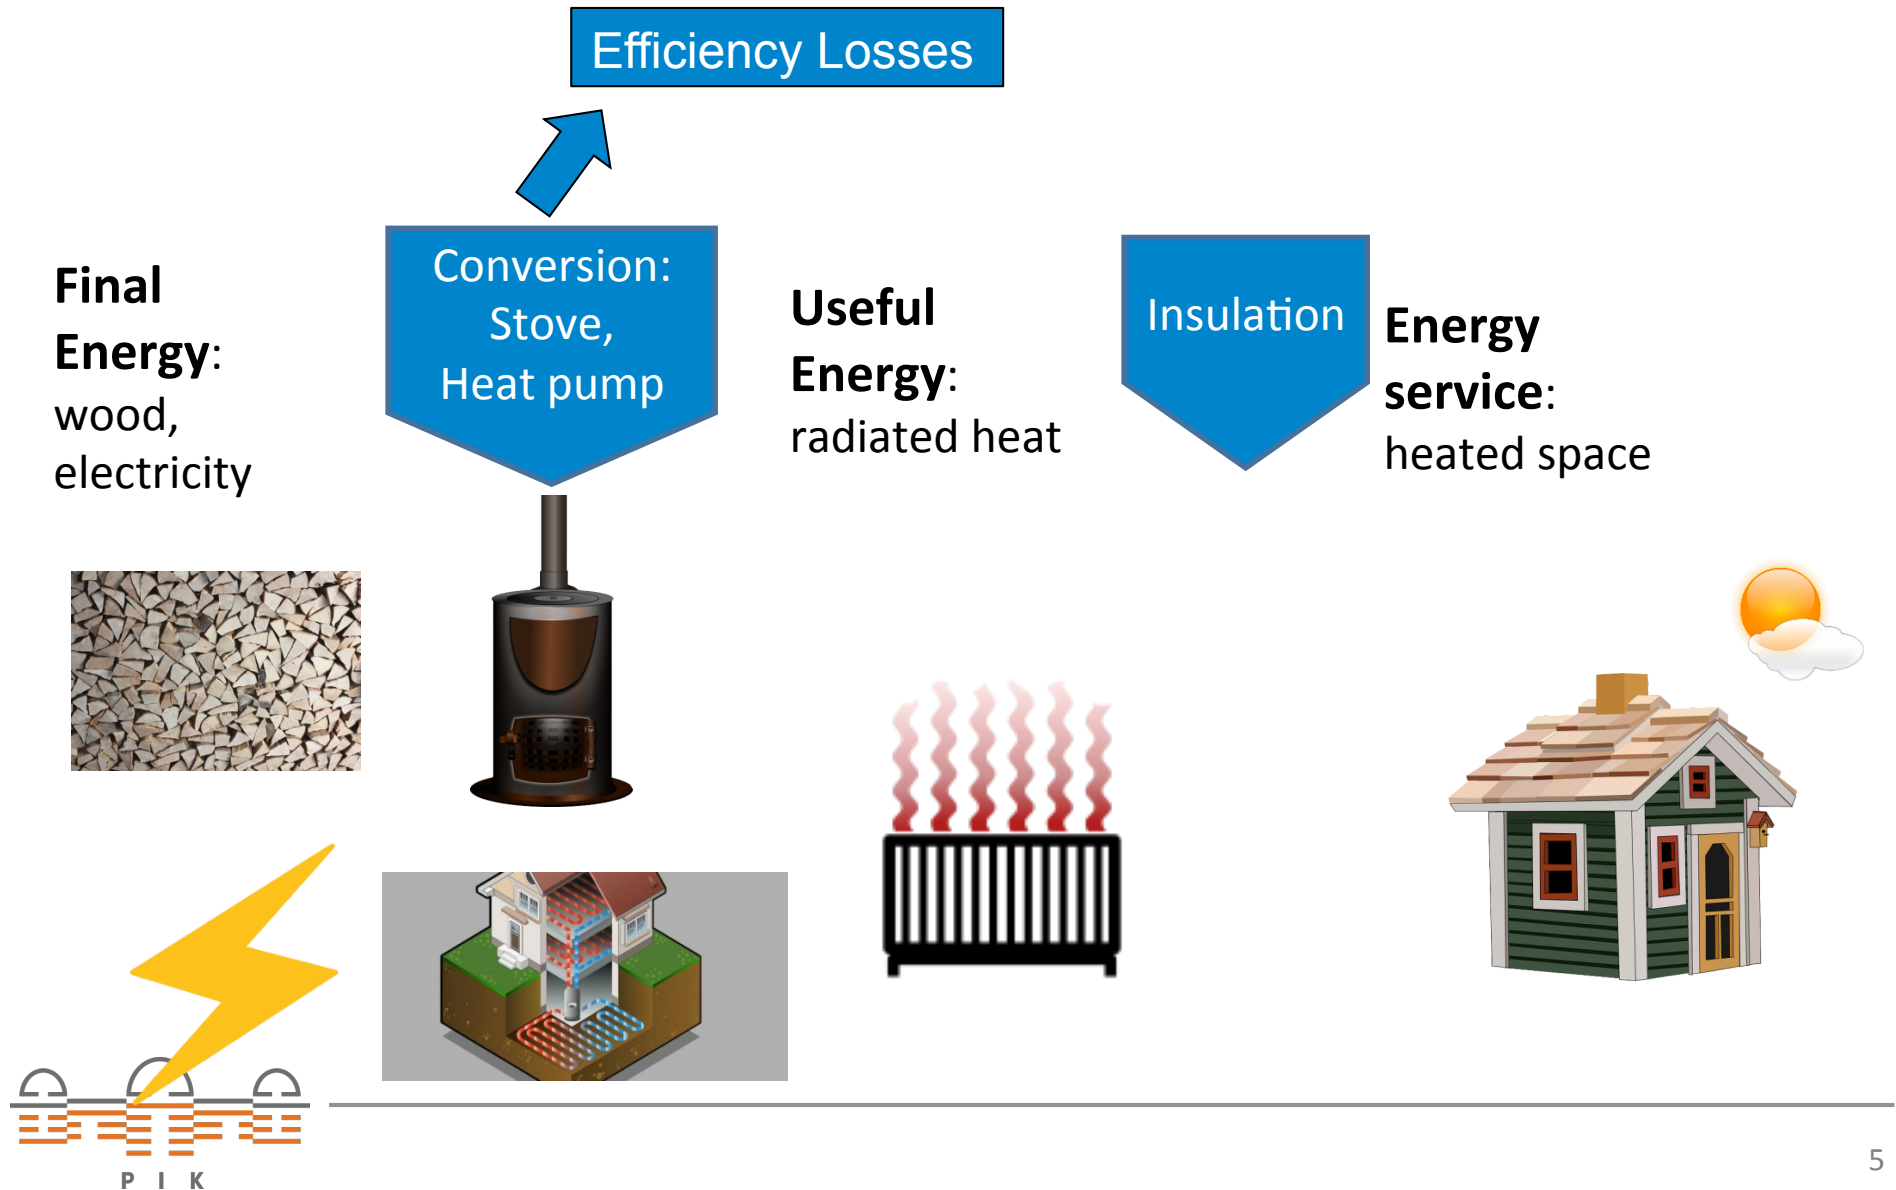 Efficiency Losses
Final
Energy:
wood,
electricity
Conversion:
Stove,
Heat pump
Useful
Energy:
radiated heat
Insulation
Energy
service:
heated space
P I K
5